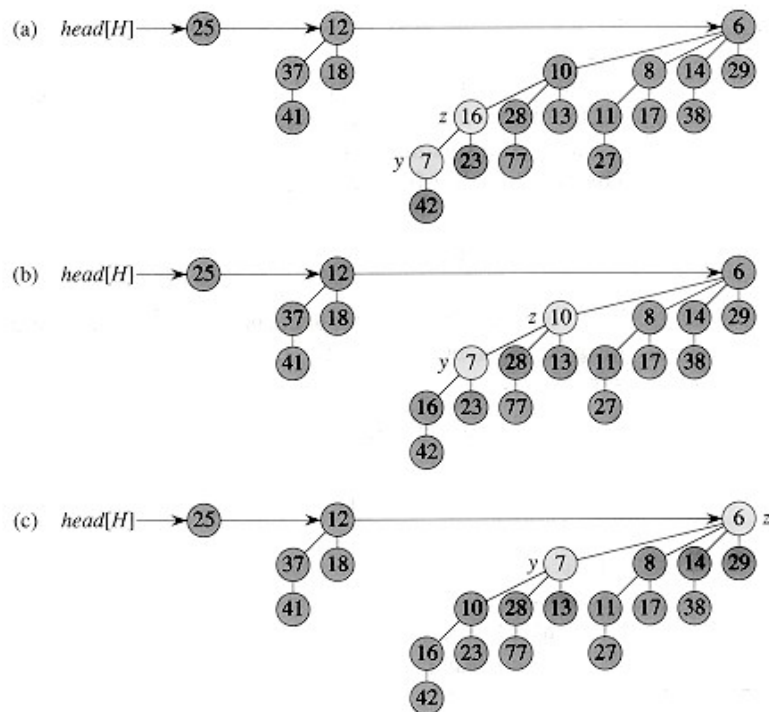 (a) head[H] 25 12 6
37 18 10 8 14 29
41 z 16 28 13 11 17 38
y 7 23 77 27
42
(b) head[H] 25 12 6
37 18 z 10 8 14 29
41 y 7 28 13 11 17 38
16 23 77 27
42
(c) head[H] 25 12 6 z
37 18 y 7 8 14 29
41 10 28 13 11 17 38
16 23 77 27
42